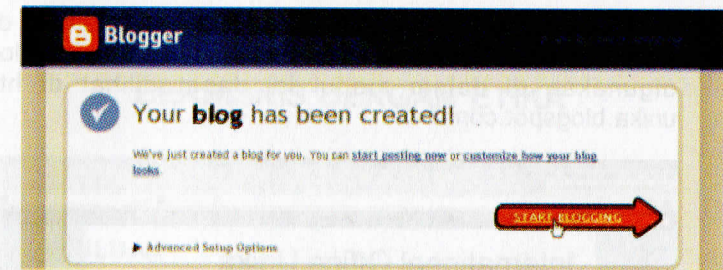 Blogger
Your blog has been created!
We've just created a blog for you. You can start posting now or customize how your blog
looks.
START BLOGGING
Advanced Setup Options